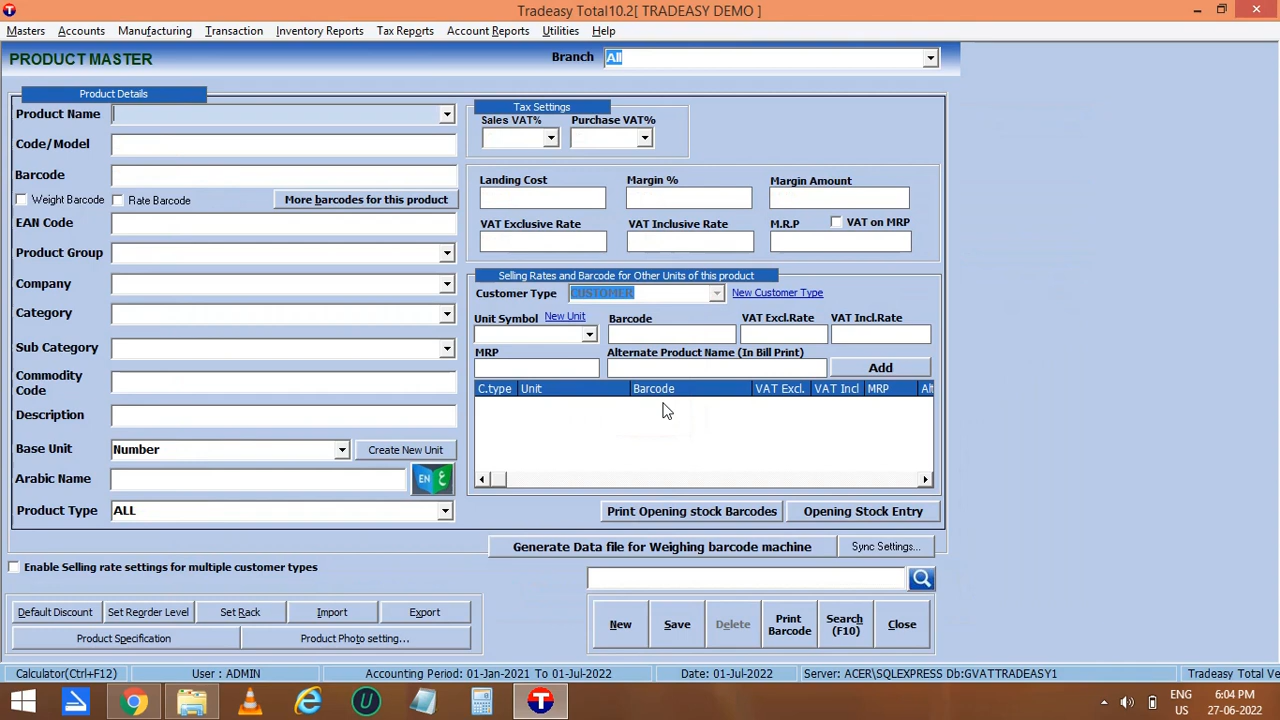 Tradeasy Total10.2[ TRADEASY DEMO ]
Masters Accounts Manufacturing Transaction Inventory Reports Tax Reports Account Reports Utilities Help
PRODUCT MASTER
Branch All
Product Details
Product Name
Code/Model
Barcode
Weight Barcode Rate Barcode More barcodes for this product
EAN Code
Product Group
Company
Category
Sub Category
Commodity
Code
Description
Base Unit Number Create New Unit
Arabic Name EN ع
Product Type ALL
Tax Settings
Sales VAT% Purchase VAT%
Landing Cost Margin % Margin Amount
VAT Exclusive Rate VAT Inclusive Rate M.R.P VAT on MRP
Selling Rates and Barcode for Other Units of this product
Customer Type CUSTOMER New Customer Type
Unit Symbol New Unit Barcode VAT Excl.Rate VAT Incl.Rate
MRP Alternate Product Name (In Bill Print) Add
C.type Unit Barcode VAT Excl. VAT Incl MRP Alt
Print Opening stock Barcodes Opening Stock Entry
Generate Data file for Weighing barcode machine Sync Settings...
Enable Selling rate settings for multiple customer types
Default Discount Set Reorder Level Set Rack Import Export
Product Specification Product Photo setting...
New Save Delete Print Barcode Search (F10) Close
Calculator(Ctrl+F12) User : ADMIN Accounting Period: 01-Jan-2021 To 01-Jul-2022 Date: 01-Jul-2022 Server: ACER\SQLEXPRESS Db:GVATTRADEASY1 Tradeasy Total Ve
ENG 6:04 PM
US 27-06-2022